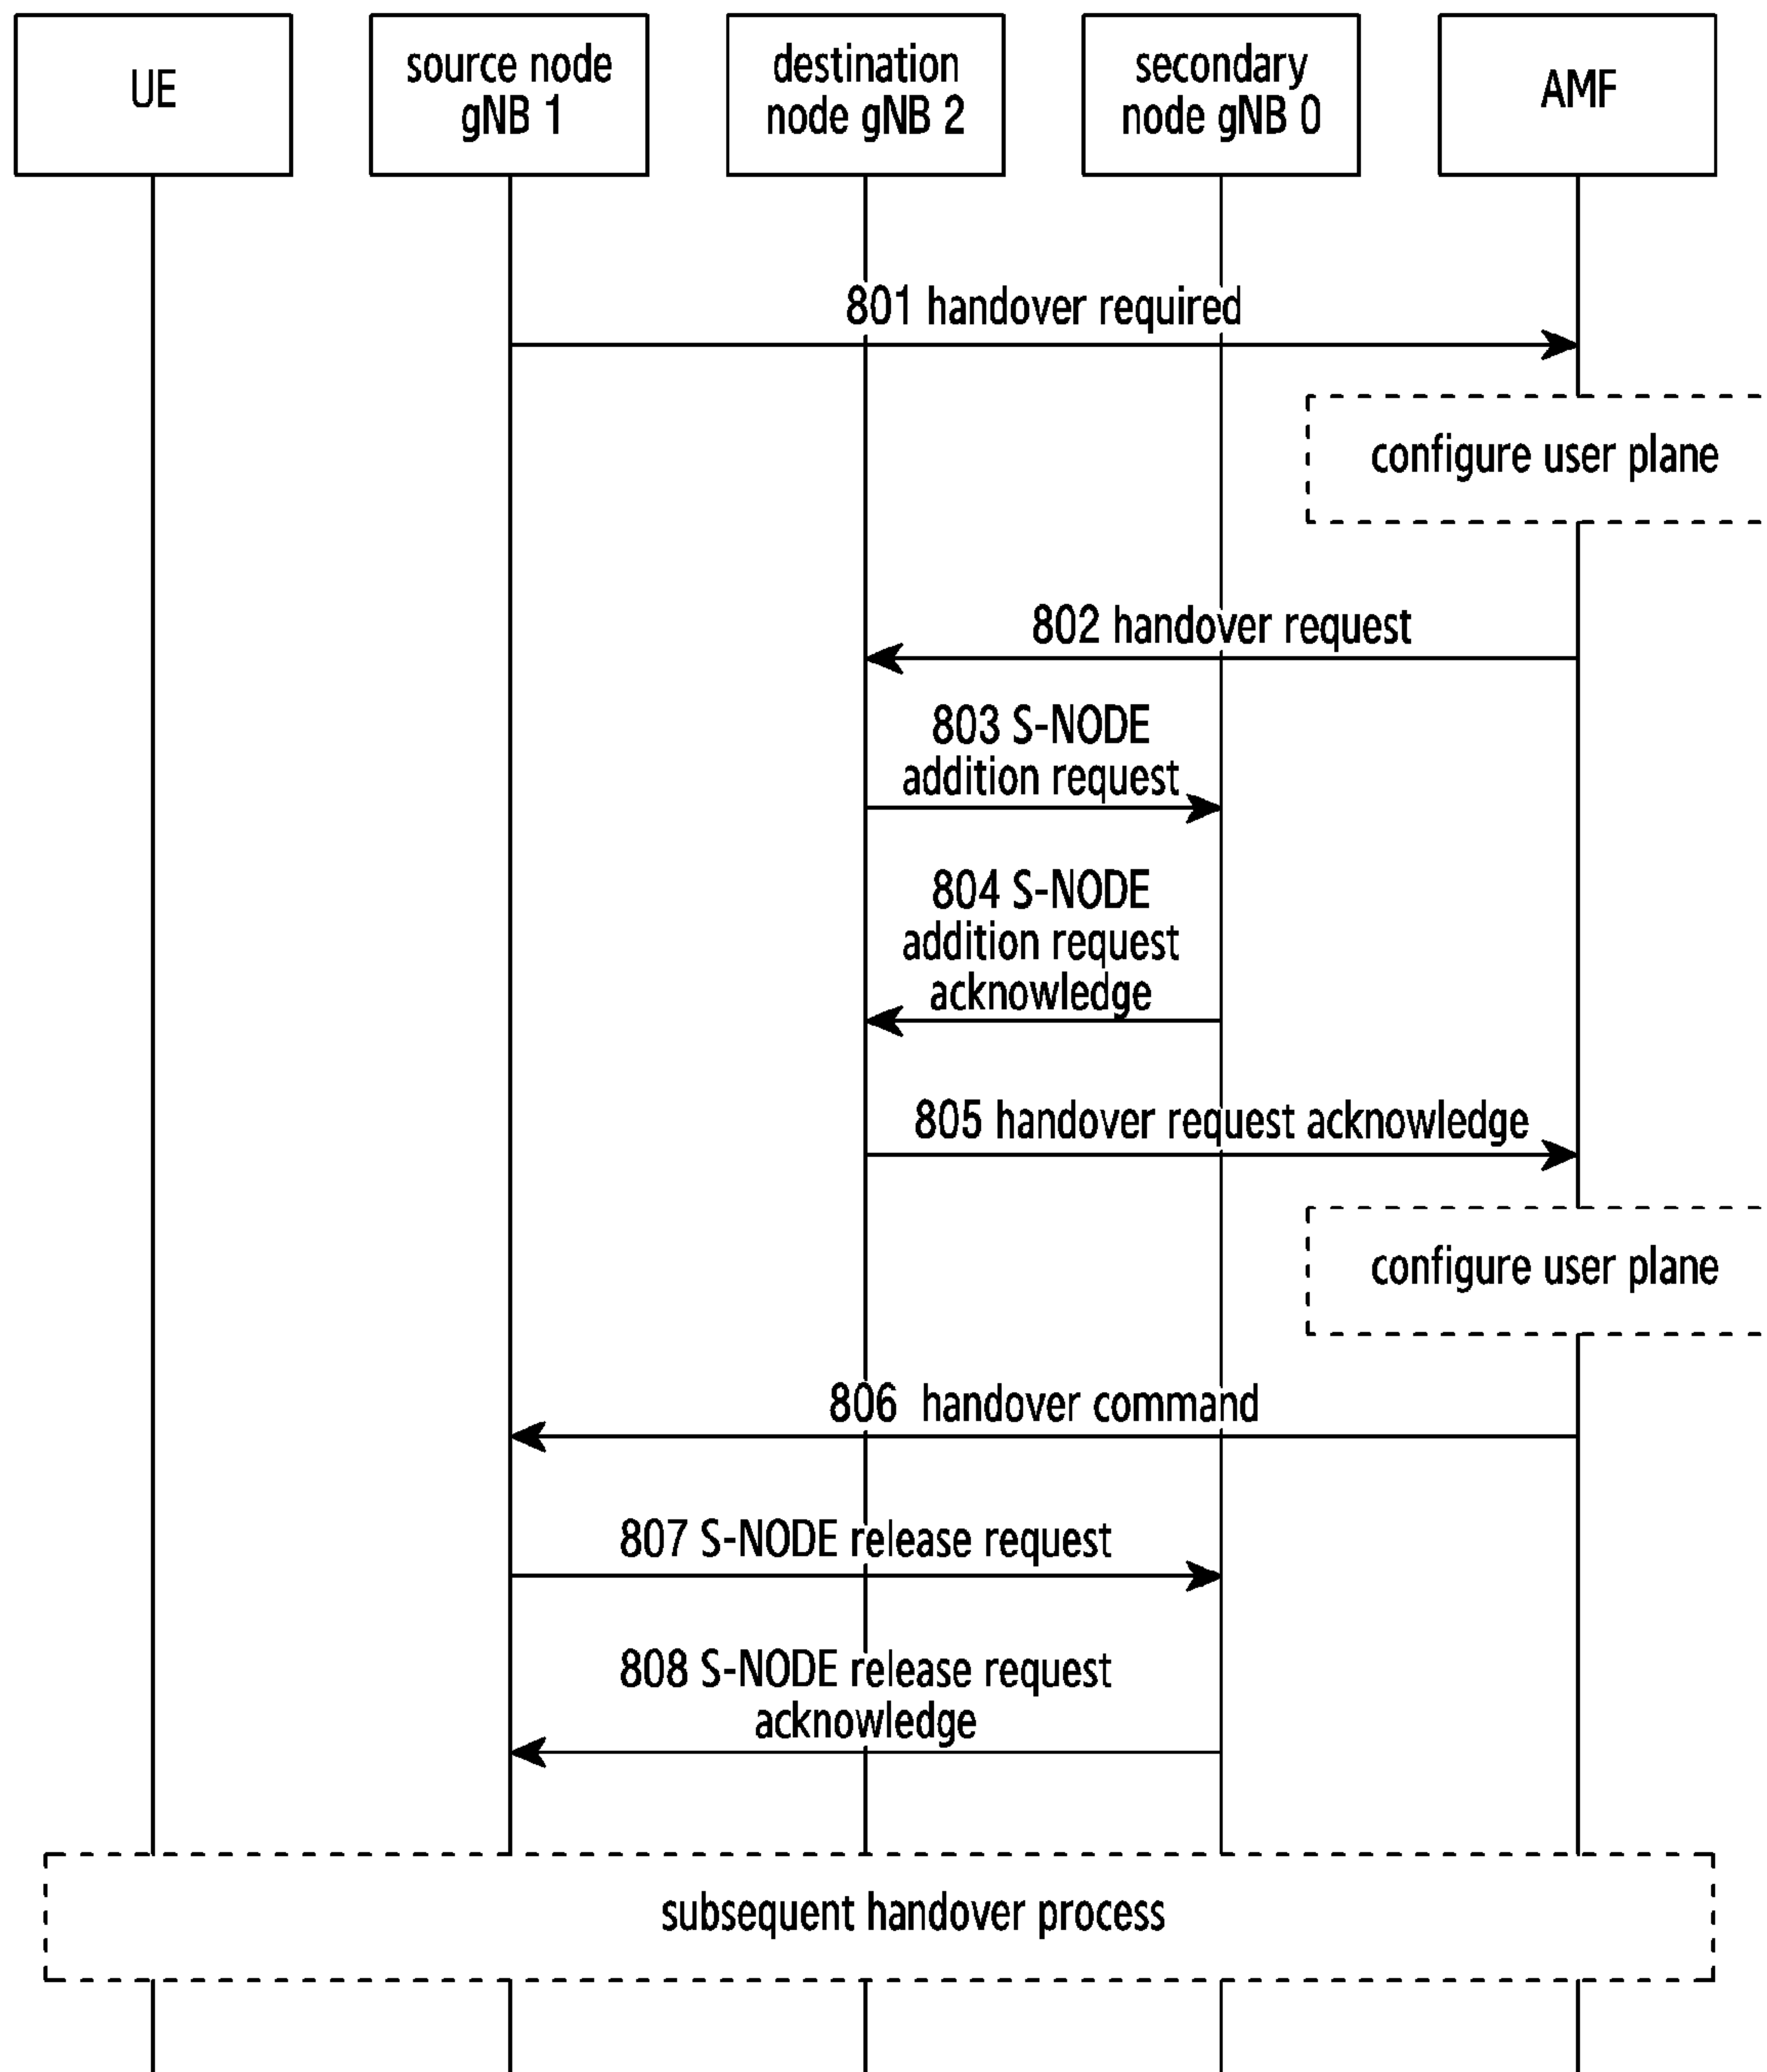 UE
source node
gNB 1
destination
node gNB 2
secondary
node gNB 0
AMF
801 handover required
configure user plane
802 handover request
803 S-NODE
addition request
804 S-NODE
addition request
acknowledge
805 handover request acknowledge
configure user plane
806 handover command
807 S-NODE release request
808 S-NODE release request
acknowledge
subsequent handover process